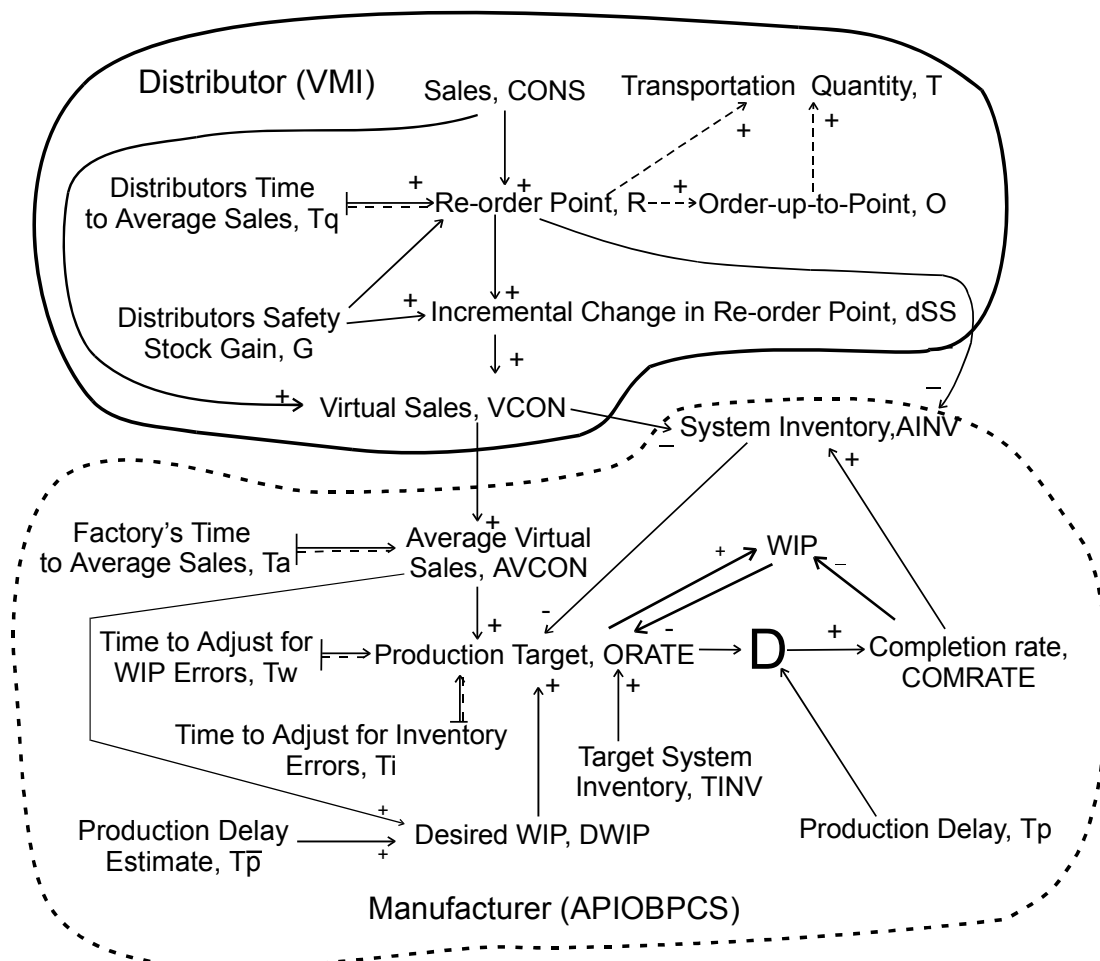 Distributor (VMI)
Sales, CONS
Transportation Quantity, T
+
+
Distributors Time
to Average Sales, Tq
+
+
Re-order Point, R
+
Order-up-to-Point, O
Distributors Safety
Stock Gain, G
+
+
Incremental Change in Re-order Point, dSS
+
–
+
Virtual Sales, VCON
–
–
System Inventory,AINV
+
Factory's Time
to Average Sales, Ta
+
Average Virtual
Sales, AVCON
+
WIP
–
+
-
-
+
Time to Adjust for
WIP Errors, Tw
Production Target, ORATE
D
Completion rate,
COMRATE
+
+
Time to Adjust for Inventory
Errors, Ti
Target System
Inventory, TINV
+
+
Production Delay
Estimate, Tp̅
Desired WIP, DWIP
Production Delay, Tp
Manufacturer (APIOBPCS)